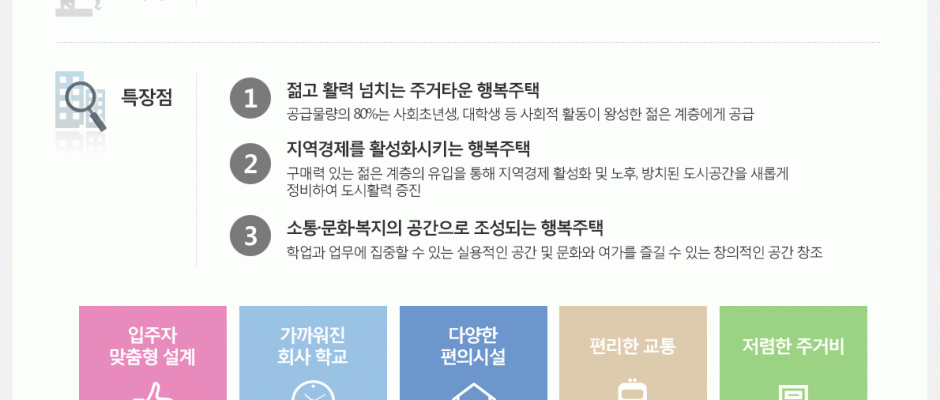 특장점
1
젊고 활력 넘치는 주거타운 행복주택
공급물량의 80%는 사회초년생, 대학생 등 사회적 활동이 왕성한 젊은 계층에게 공급
2
지역경제를 활성화시키는 행복주택
구매력 있는 젊은 계층의 유입을 통해 지역경제 활성화 및 노후, 방치된 도시공간을 새롭게
정비하여 도시활력 증진
3
소통·문화·복지의 공간으로 조성되는 행복주택
학업과 업무에 집중할 수 있는 실용적인 공간 및 문화와 여가를 즐길 수 있는 창의적인 공간 창조
입주자
맞춤형 설계
가까워진
회사 학교
다양한
편의시설
편리한 교통
저렴한 주거비